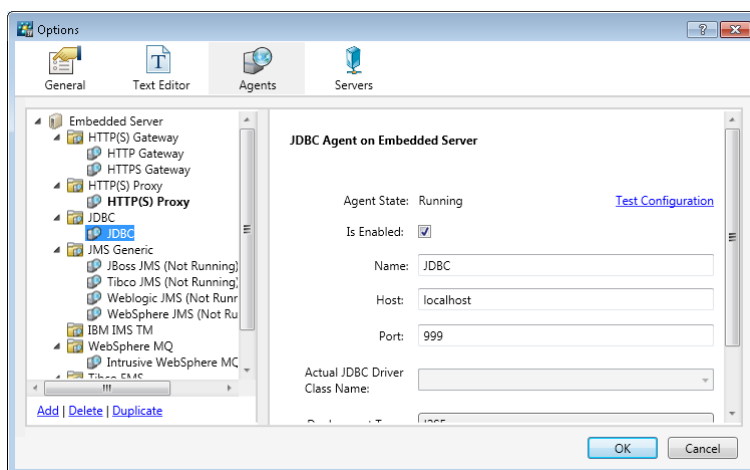 Options
General
Text Editor
Agents
Servers
Embedded Server
HTTP(S) Gateway
HTTP Gateway
HTTPS Gateway
HTTP(S) Proxy
HTTP(S) Proxy
JDBC
JDBC
JMS Generic
JBoss JMS (Not Running)
Tibco JMS (Not Running)
Weblogic JMS (Not Runr
WebSphere JMS (Not Ru
IBM IMS TM
WebSphere MQ
Intrusive WebSphere MQ
Add | Delete | Duplicate
JDBC Agent on Embedded Server
Agent State: Running
Test Configuration
Is Enabled:
Name: JDBC
Host: localhost
Port: 999
Actual JDBC Driver
Class Name:
OK
Cancel